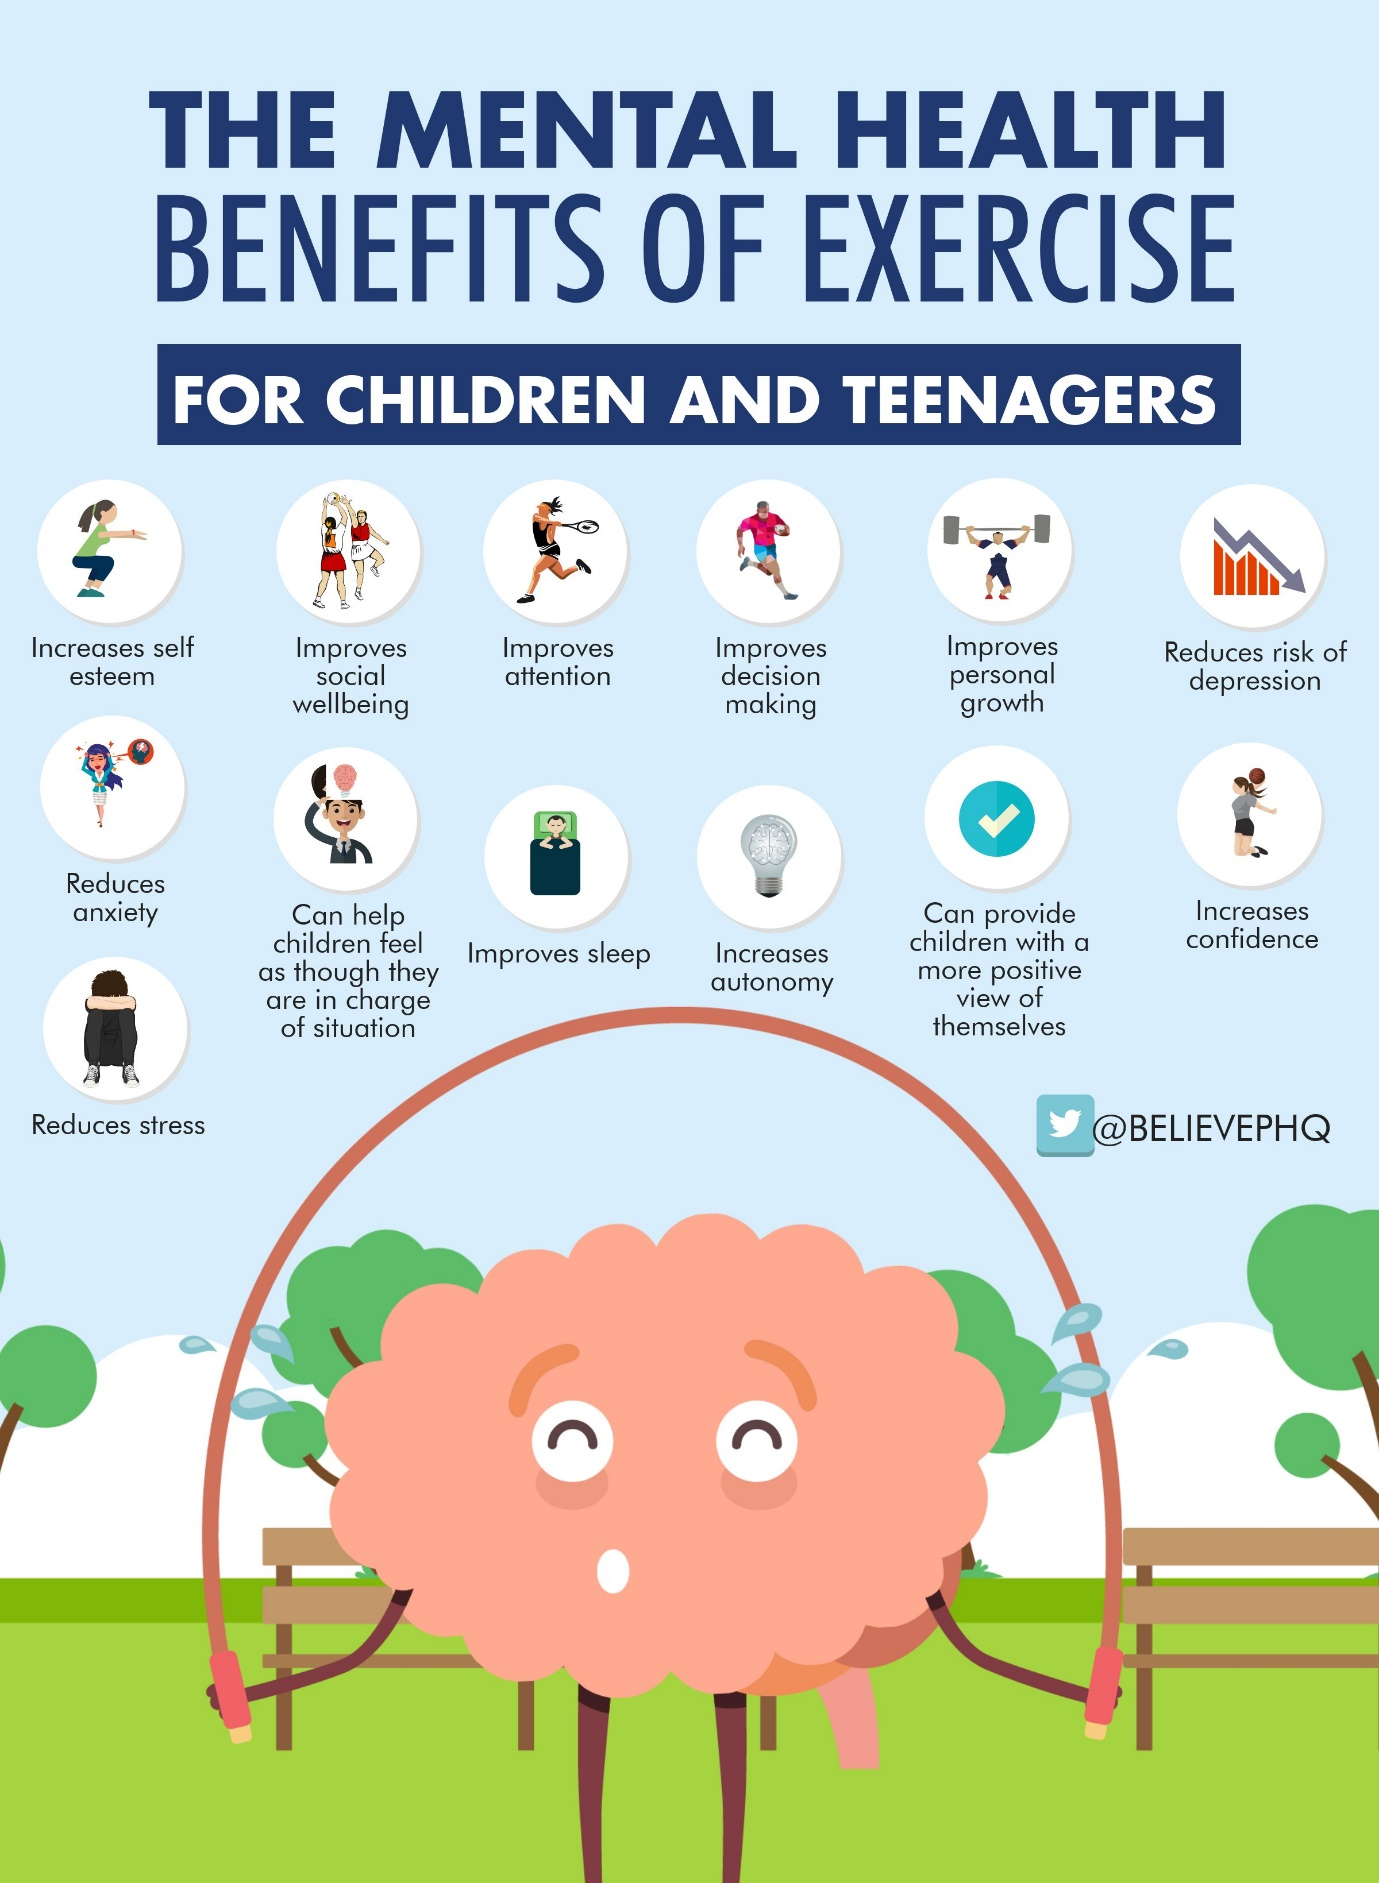 THE MENTAL HEALTH
BENEFITS OF EXERCISE
FOR CHILDREN AND TEENAGERS
Increases self
esteem
Improves
social
wellbeing
Improves
attention
Improves
decision
making
Improves
personal
growth
Reduces risk of
depression
Reduces
anxiety
Can help
children feel
as though they
are in charge
of situation
Improves sleep
Increases
autonomy
Can provide
children with a
more positive
view of
themselves
Increases
confidence
Reduces stress
@BELIEVEPHQ